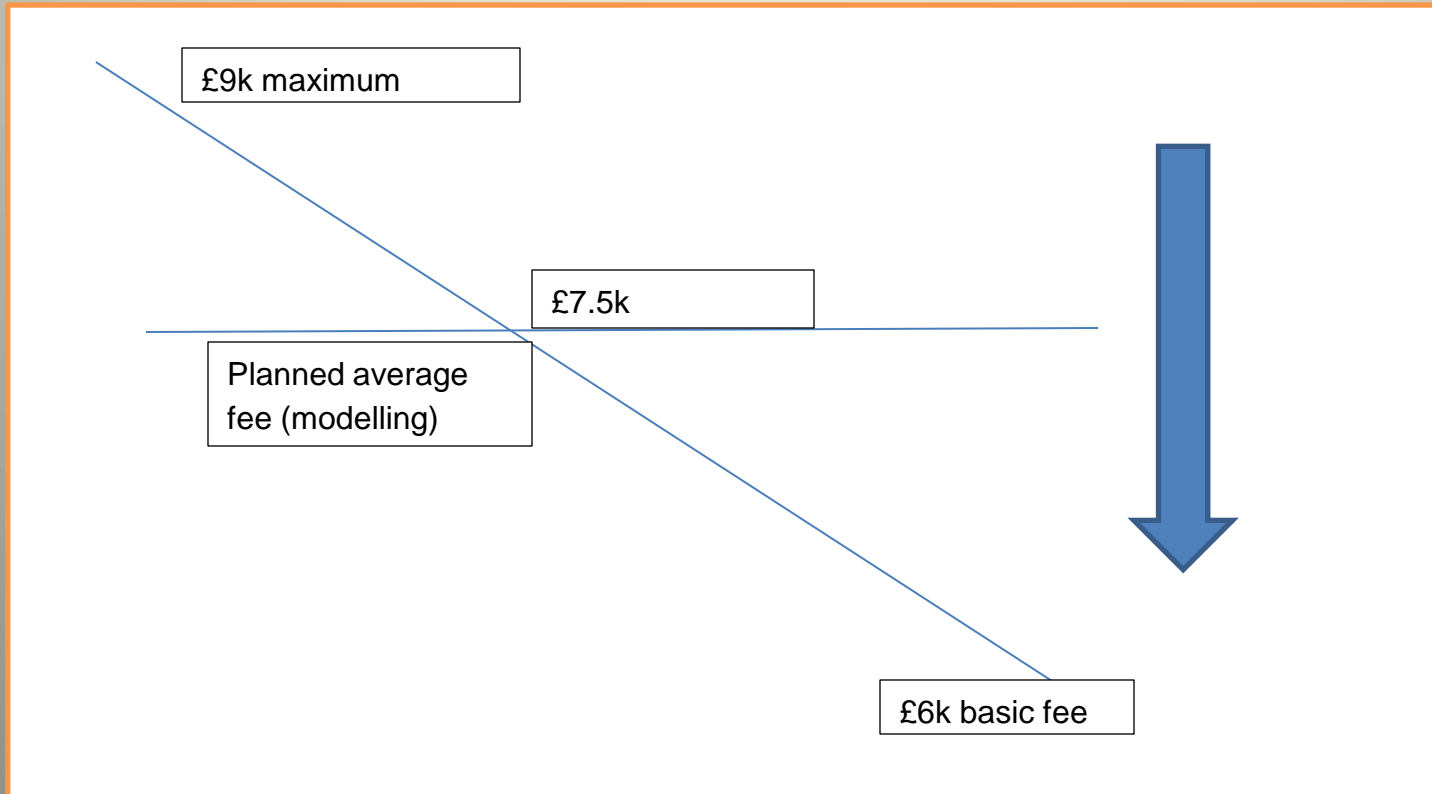 £9k maximum
£7.5k
Planned average
fee (modelling)
£6k basic fee